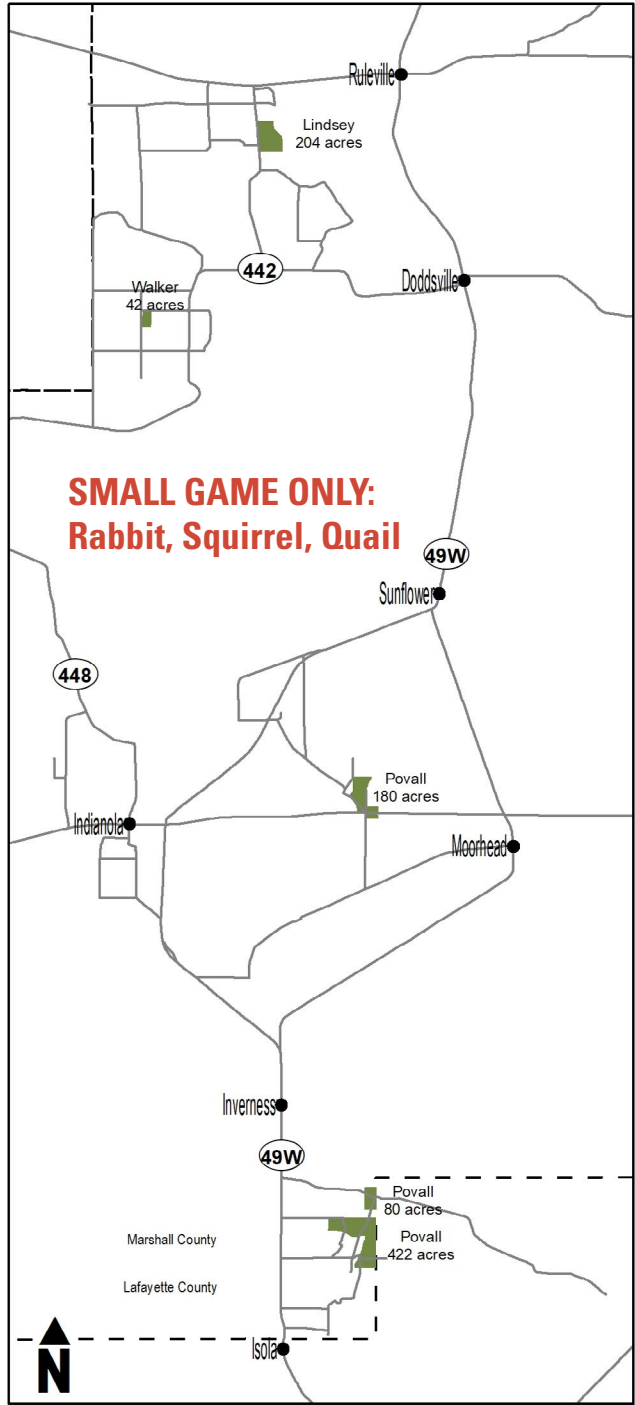 Ruleville
Lindsey
204 acres
442
Doddsville
Walker
42 acres
SMALL GAME ONLY:
Rabbit, Squirrel, Quail
49W
Sunflower
448
Povall
180 acres
Indianola
Moorhead
Inverness
49W
Povall
80 acres
Povall
422 acres
Marshall County
Lafayette County
Isola
N